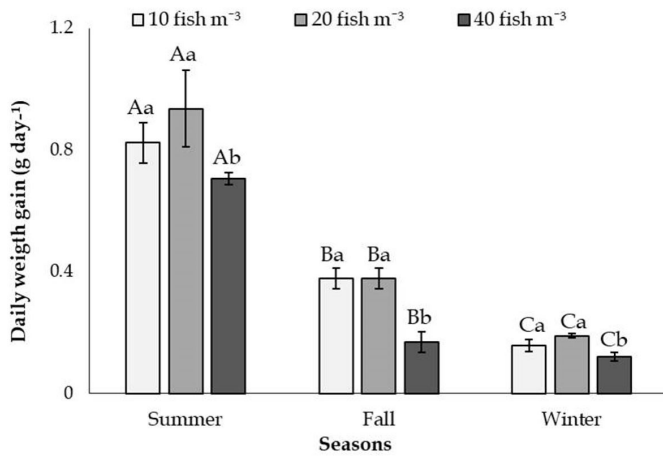 10 fish m⁻³ 20 fish m⁻³ 40 fish m⁻³
1.2
0.8
0.4
0
Daily weigth gain (g day-¹)
Aa
Aa
Ab
Ba
Ba
Bb
Ca
Ca
Cb
Summer Fall Winter
Seasons